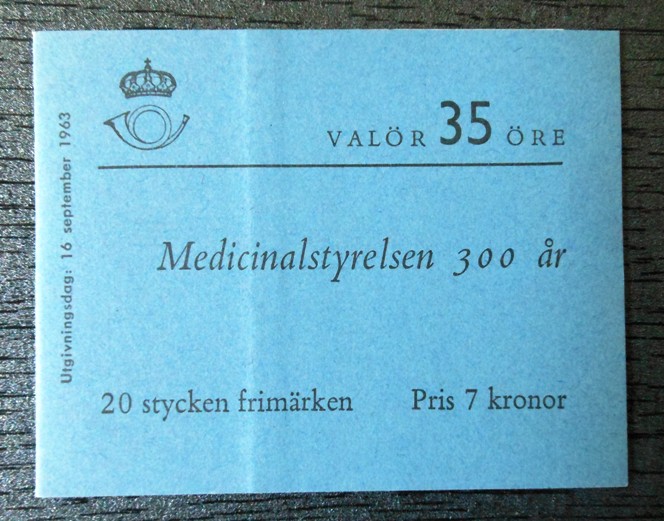 VALÖR 35 ÖRE
Medicinalstyrelsen 300 år
20 stycken frimärken Pris 7 kronor
Utgivningsdag: 16 september 1963